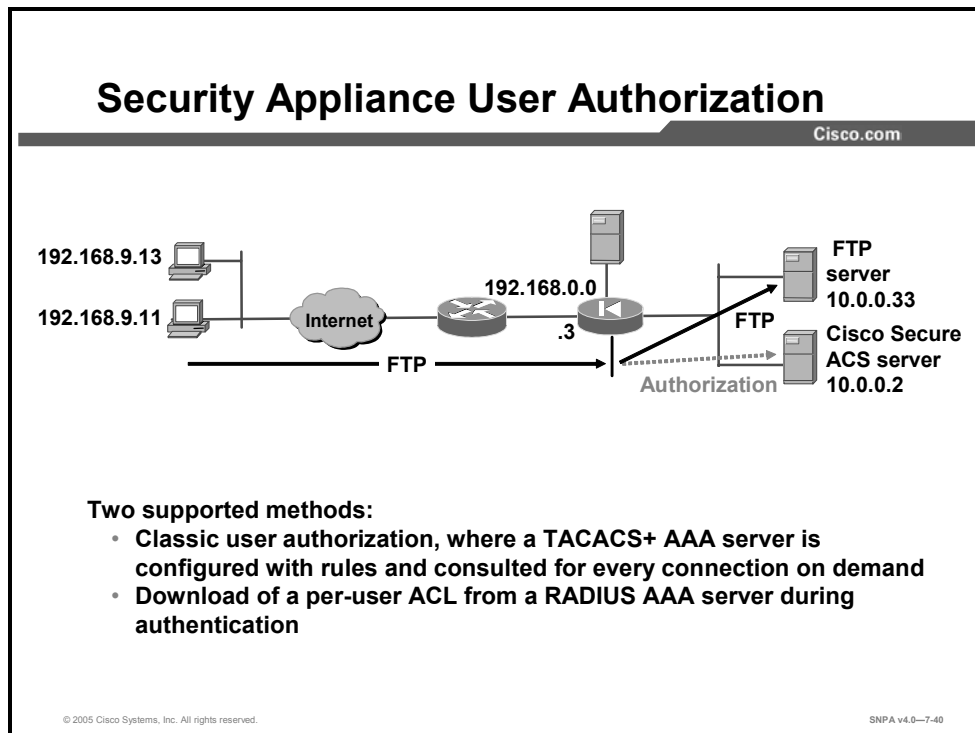 Security Appliance User Authorization
Cisco.com
192.168.9.13
192.168.9.11
Internet
192.168.0.0
.3
FTP
FTP
Authorization
FTP
server
10.0.0.33
Cisco Secure
ACS server
10.0.0.2
Two supported methods:
• Classic user authorization, where a TACACS+ AAA server is
configured with rules and consulted for every connection on demand
• Download of a per-user ACL from a RADIUS AAA server during
authentication
© 2005 Cisco Systems, Inc. All rights reserved.
SNPA v4.0—7-40